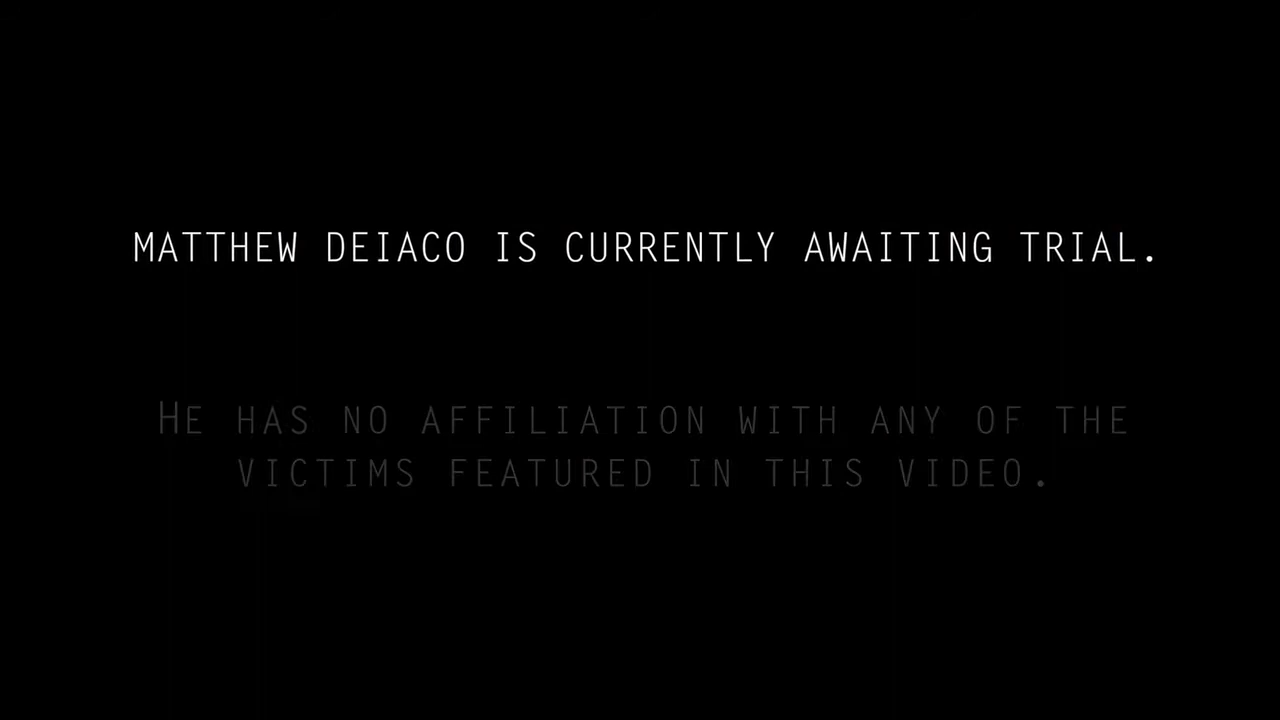 MATTHEW DEIACO IS CURRENTLY AWAITING TRIAL.
HE HAS NO AFFILIATION WITH ANY OF THE
VICTIMS FEATURED IN THIS VIDEO.